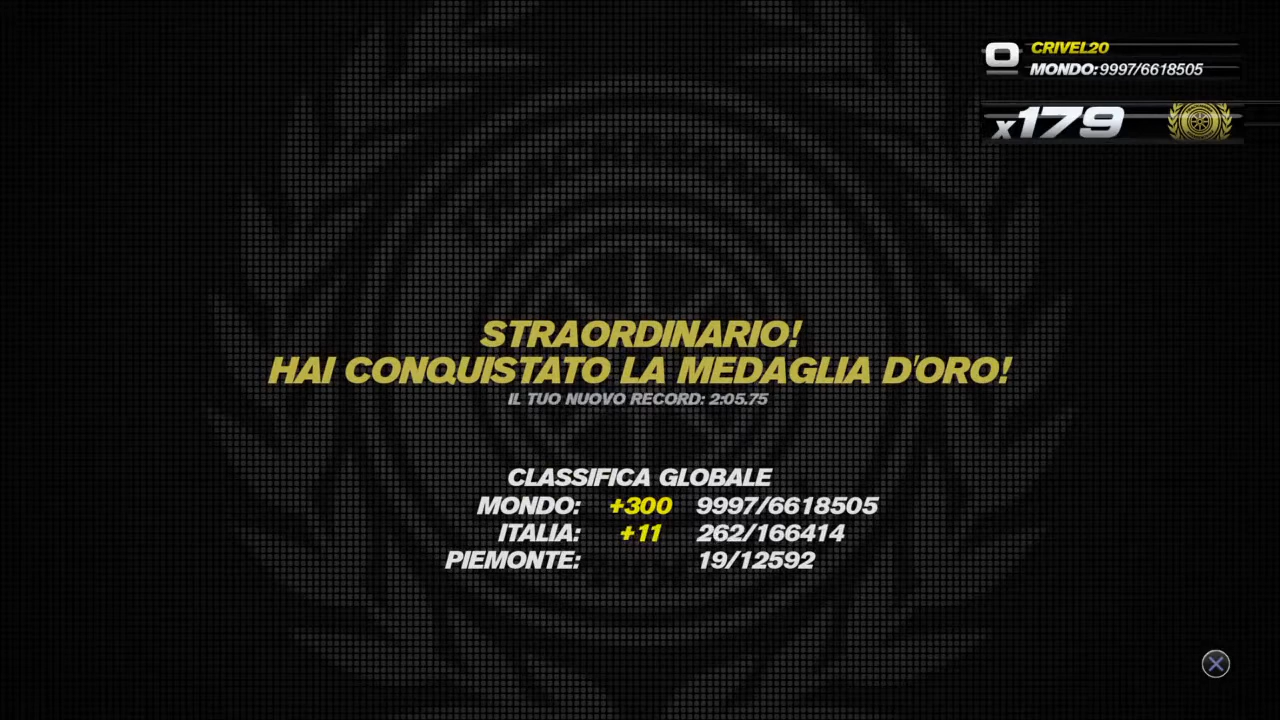 0 CRIVEL20
MONDO: 9997/6618505
x179
STRAORDINARIO!
HAI CONQUISTATO LA MEDAGLIA D'ORO!
IL TUO NUOVO RECORD: 2:05.75
CLASSIFICA GLOBALE
MONDO: +300 9997/6618505
ITALIA: +11 262/166414
PIEMONTE: 19/12592